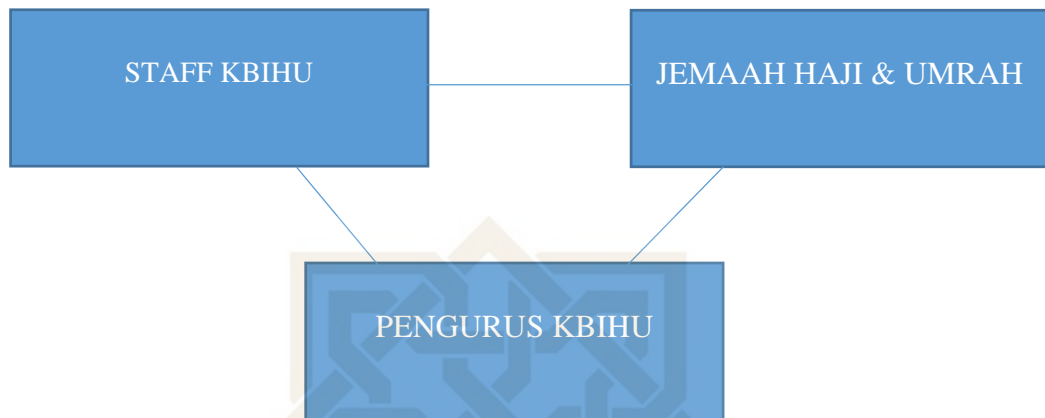 STAFF KBIHU
JEMAAH HAJI & UMRAH
PENGURUS KBIHU